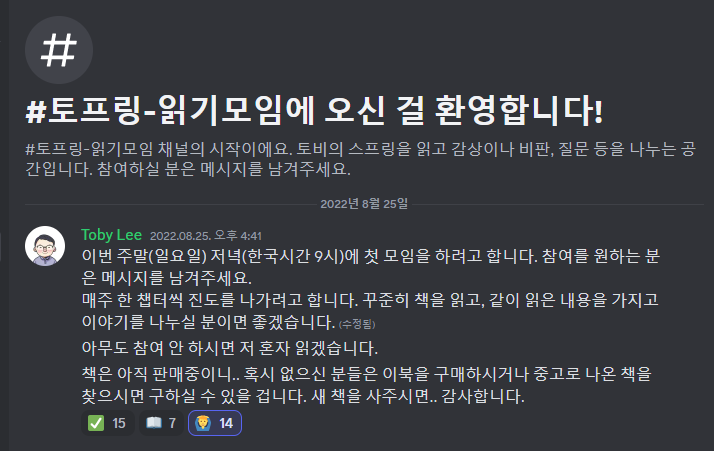 #토프링-읽기모임에 오신 걸 환영합니다!
#토프링-읽기모임 채널의 시작이에요. 토비의 스프링을 읽고 감상이나 비판, 질문 등을 나누는 공
간입니다. 참여하실 분은 메시지를 남겨주세요.
2022년 8월 25일
Toby Lee 2022.08.25. 오후 4:41
이번 주말(일요일) 저녁(한국시간 9시)에 첫 모임을 하려고 합니다. 참여를 원하는 분
은 메시지를 남겨주세요.
매주 한 챕터씩 진도를 나가려고 합니다. 꾸준히 책을 읽고, 같이 읽은 내용을 가지고
이야기를 나누실 분이면 좋겠습니다. (수정됨)
아무도 참여 안 하시면 저 혼자 읽겠습니다.
책은 아직 판매중이니.. 혹시 없으신 분들은 이북을 구매하시거나 중고로 나온 책을
찾으시면 구하실 수 있을 겁니다. 새 책을 사주시면.. 감사합니다.
15 7 14